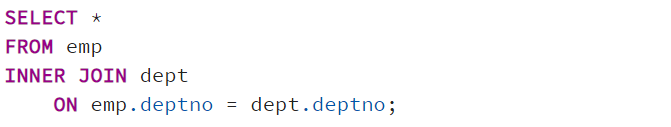 SELECT *
FROM emp
INNER JOIN dept
    ON emp.deptno = dept.deptno;